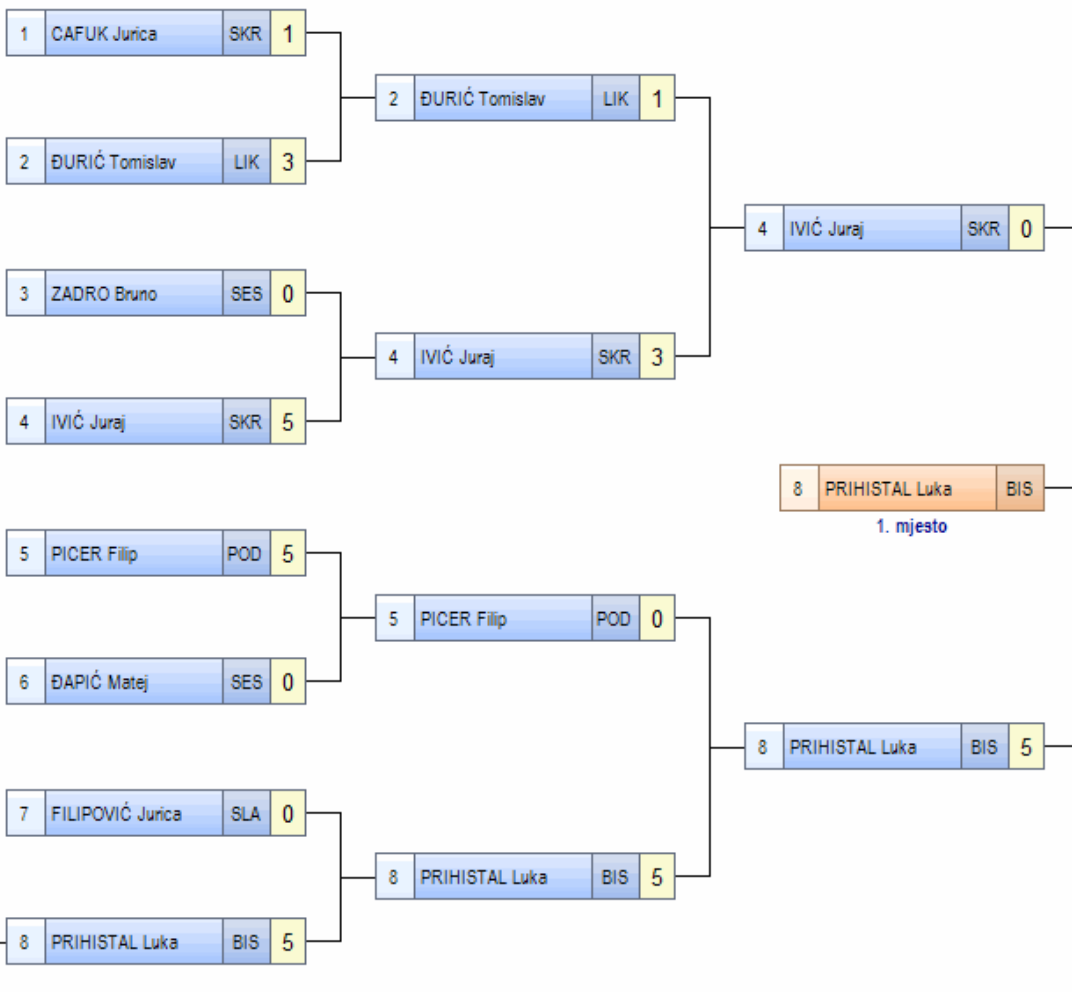 1 CAFUK Jurica SKR 1
2 ĐURIĆ Tomislav LIK 1
2 ĐURIĆ Tomislav LIK 3
4 IVIĆ Juraj SKR 0
3 ZADRO Bruno SES 0
4 IVIĆ Juraj SKR 3
4 IVIĆ Juraj SKR 5
8 PRIHISTAL Luka BIS
1. mjesto
5 PICER Filip POD 5
5 PICER Filip POD 0
6 ĐAPIĆ Matej SES 0
8 PRIHISTAL Luka BIS 5
7 FILIPOVIĆ Jurica SLA 0
8 PRIHISTAL Luka BIS 5
8 PRIHISTAL Luka BIS 5